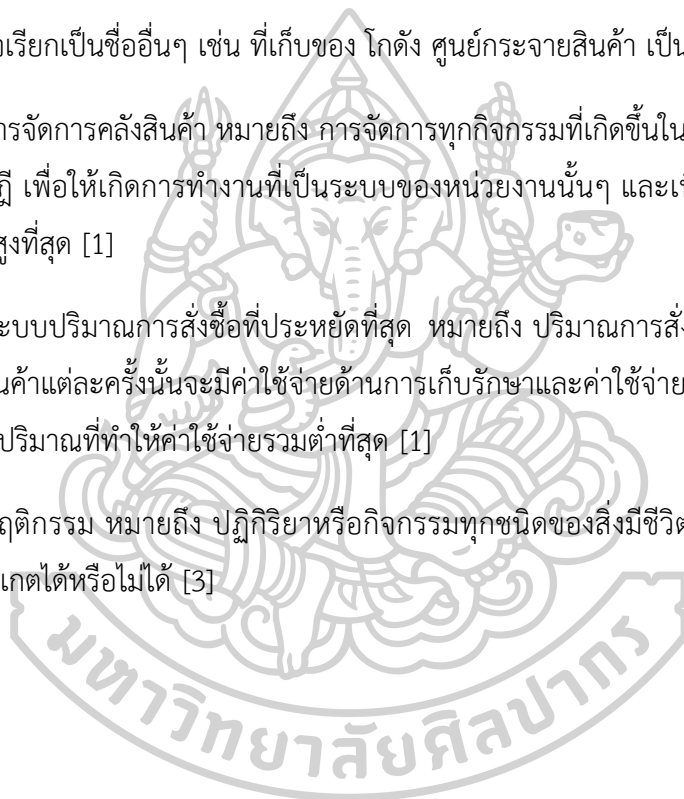 อเรียกเป็นชื่ออื่นๆ เช่น ที่เก็บของ โกดัง ศูนย์กระจายสินค้า เป็น
ารจัดการคลังสินค้า หมายถึง การจัดการทุกกิจกรรมที่เกิดขึ้นใน
ฎี เพื่อให้เกิดการทำงานที่เป็นระบบของหน่วยงานนั้นๆ และเ
สูงที่สุด [1]
ะบบปริมาณการสั่งซื้อที่ประหยัดที่สุด หมายถึง ปริมาณการสั่
นค้าแต่ละครั้งนั้นจะมีค่าใช้จ่ายด้านการเก็บรักษาและค่าใช้จ่าย
ปริมาณที่ทำให้ค่าใช้จ่ายรวมต่ำที่สุด [1]
ฤติกรรม หมายถึง ปฏิกิริยาหรือกิจกรรมทุกชนิดของสิ่งมีชีวิต
เกตได้หรือไม่ได้ [3]
มหาวิทยาลัยศิลปากร